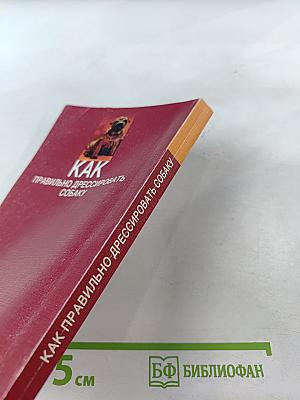 КАК
ПРАВИЛЬНО ДРЕССИРОВАТЬ
СОБАКУ
КАК ПРАВИЛЬНО ДРЕССИРОВАТЬ СОБАКУ
5 см
БФ БИБЛИОФАН